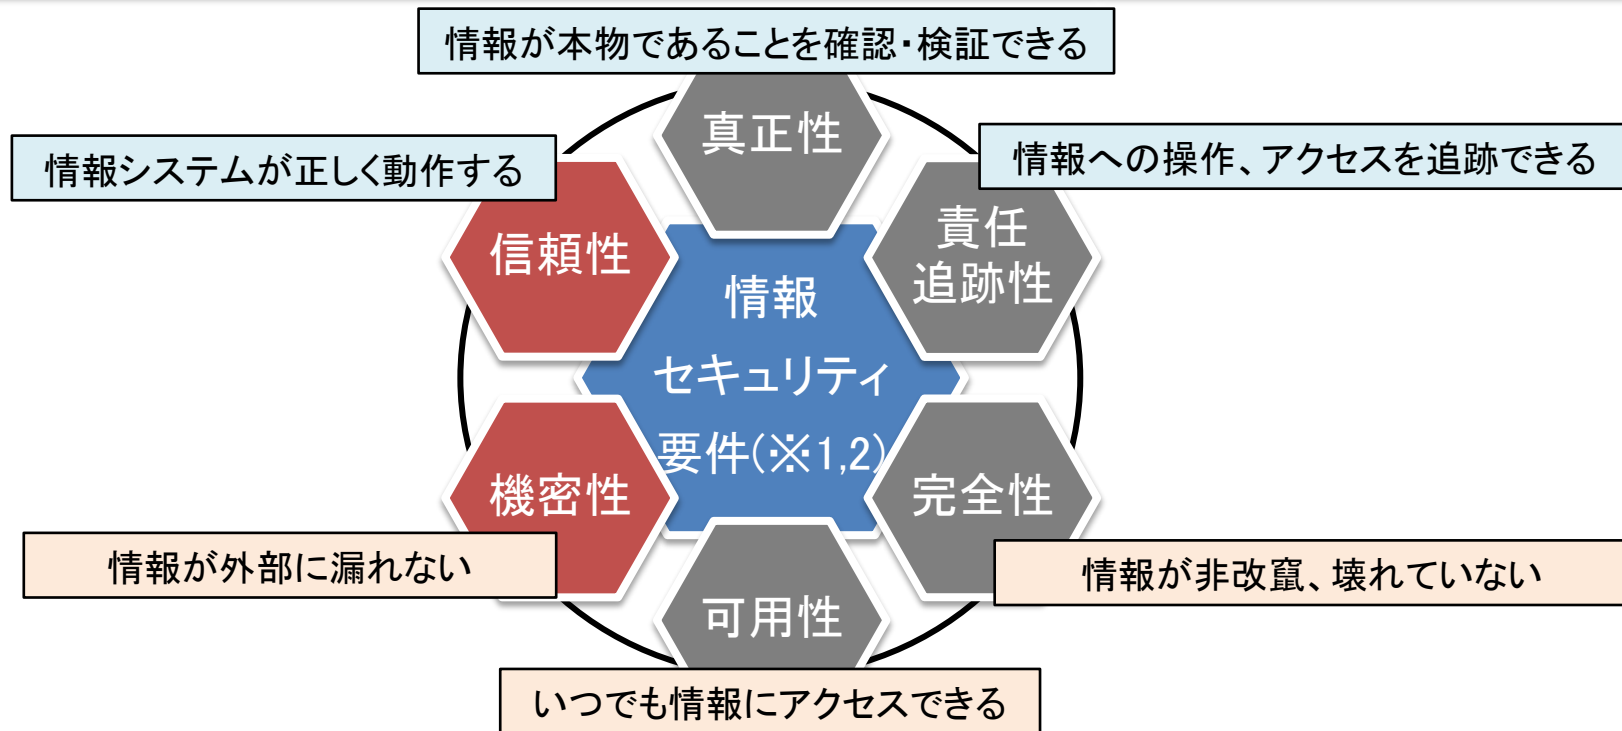 情報が本物であることを確認・検証できる
真正性
情報システムが正しく動作する
情報への操作、アクセスを追跡できる
信頼性
責任
追跡性
情報
セキュリティ
要件(※1,2)
機密性
完全性
情報が外部に漏れない
情報が非改竄、壊れていない
可用性
いつでも情報にアクセスできる